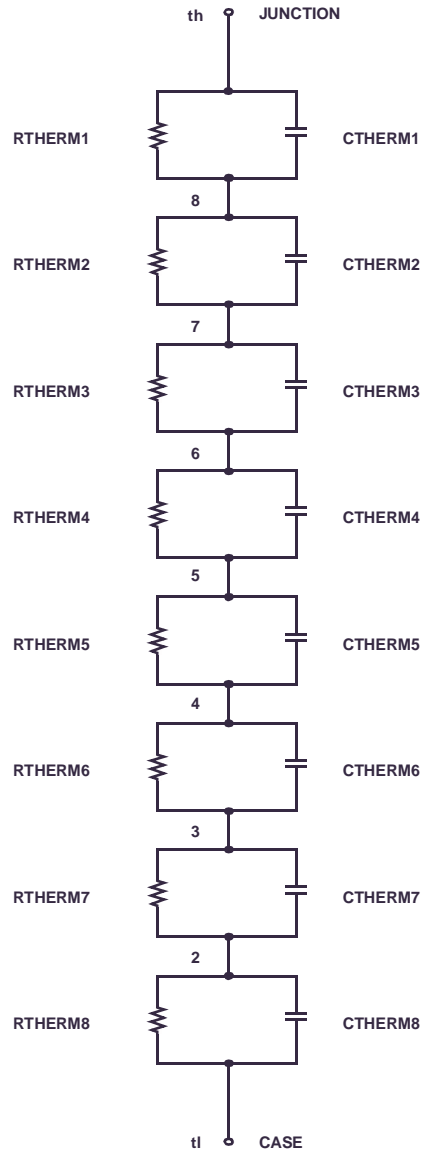 th JUNCTION
RTHERM1 CTHERM1
8
RTHERM2 CTHERM2
7
RTHERM3 CTHERM3
6
RTHERM4 CTHERM4
5
RTHERM5 CTHERM5
4
RTHERM6 CTHERM6
3
RTHERM7 CTHERM7
2
RTHERM8 CTHERM8
tl CASE